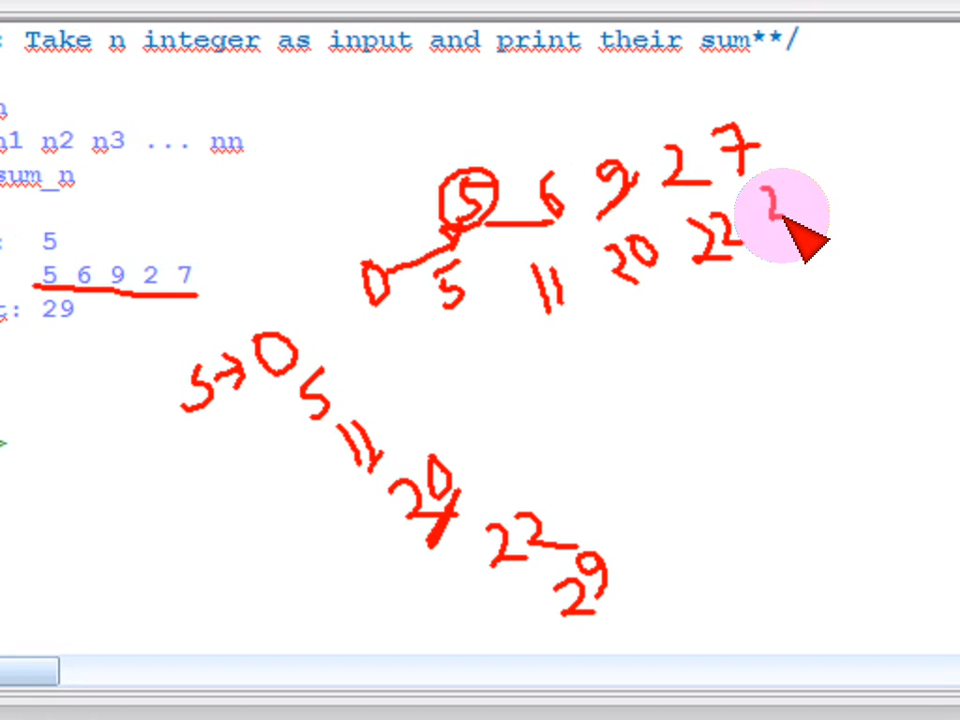 : Take n integer as input and print their sum**/
n
n1 n2 n3 ... nn
sum_n
: 5
5 6 9 2 7
t: 29
5 6 9 2 7
0 5 11 20 22 2
S→ 0
5
11
20
22
29
>